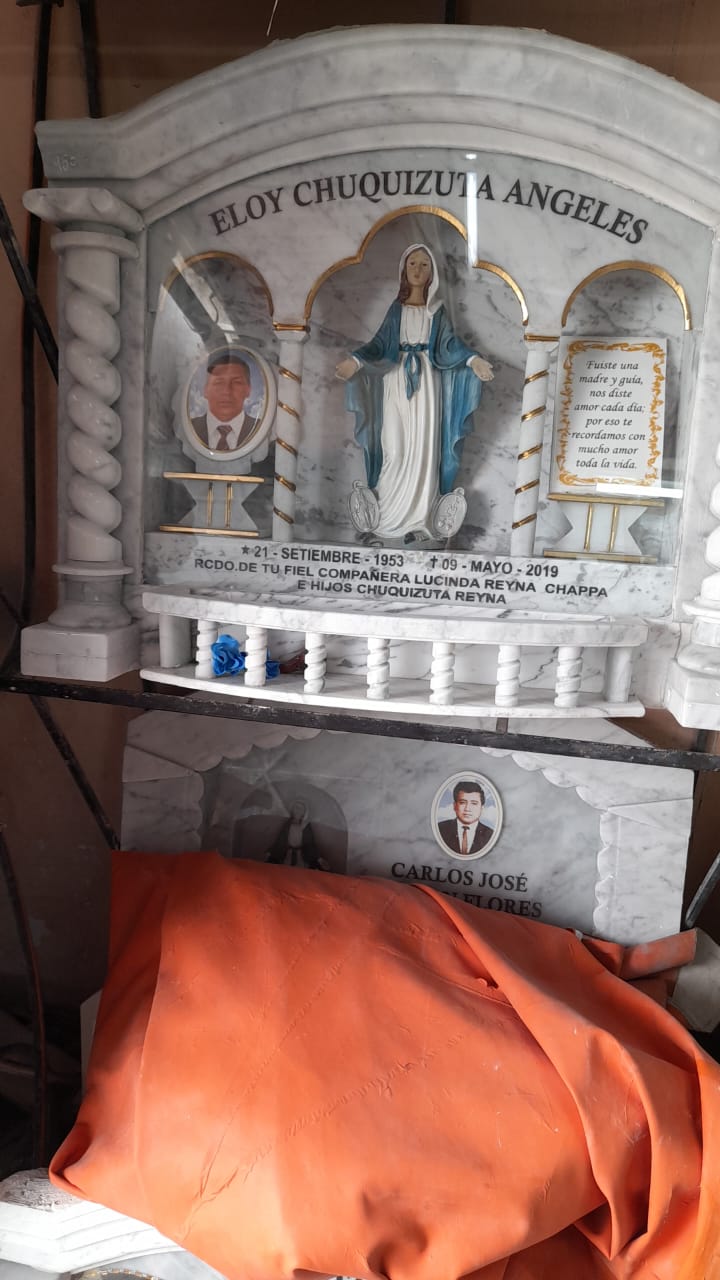 ELOY CHUQUIZUTA ANGELES
Fuiste una
madre y guía,
nos diste
amor cada día;
por eso te
recordamos con
mucho amor
toda la vida.
★ 21 - SETIEMBRE - 1953 ✝ 09 - MAYO - 2019
RCDO.DE TU FIEL COMPAÑERA LUCINDA REYNA CHAPPA
E HIJOS CHUQUIZUTA REYNA
CARLOS JOSÉ
FLORES